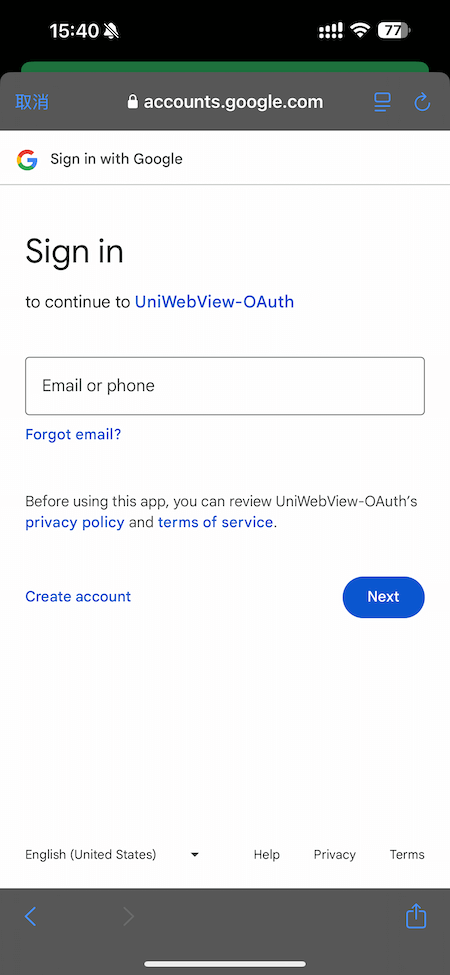 15:40
77
取消 accounts.google.com
Sign in with Google
Sign in
to continue to UniWebView-OAuth
Email or phone
Forgot email?
Before using this app, you can review UniWebView-OAuth’s
privacy policy and terms of service.
Create account Next
English (United States) Help Privacy Terms